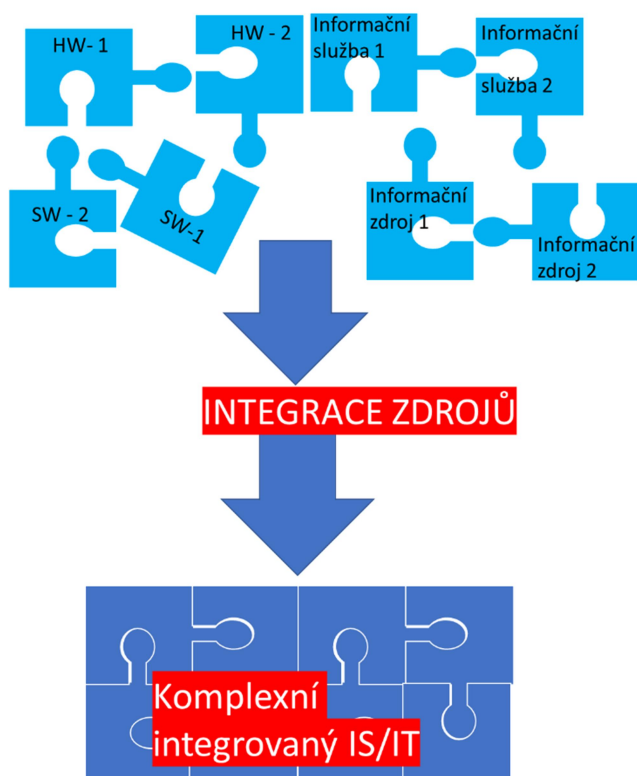 HW- 1
HW - 2
Informační
služba 1
Informační
služba 2
SW - 2
SW-1
Informační
zdroj 1
Informační
zdroj 2
INTEGRACE ZDROJŮ
Komplexní
integrovaný IS/IT